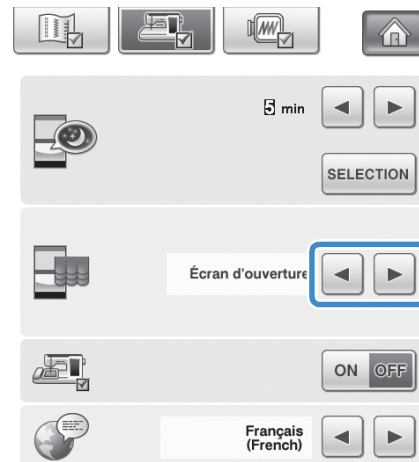 5 min
SELECTION
Écran d'ouverture
ON OFF
Français
(French)